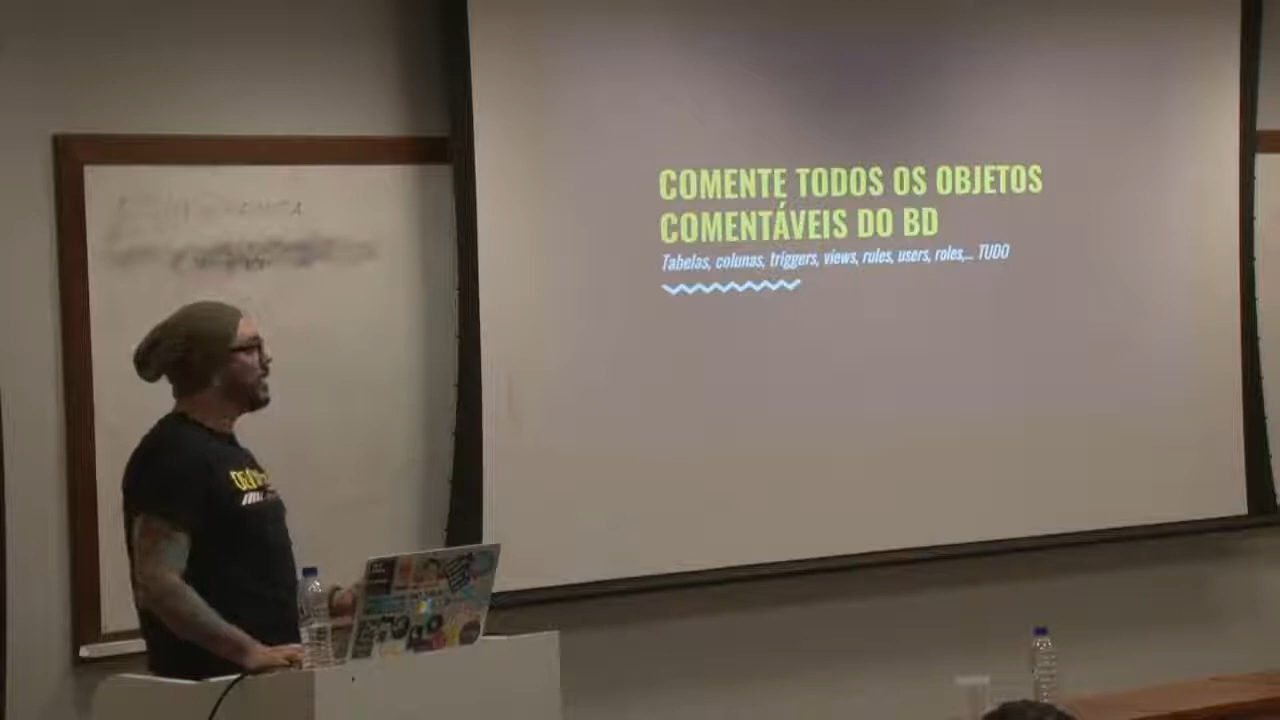 COMENTE TODOS OS OBJETOS
COMENTÁVEIS DO BD
Tabelas, colunas, triggers, views, rules, users, roles,... TUDO